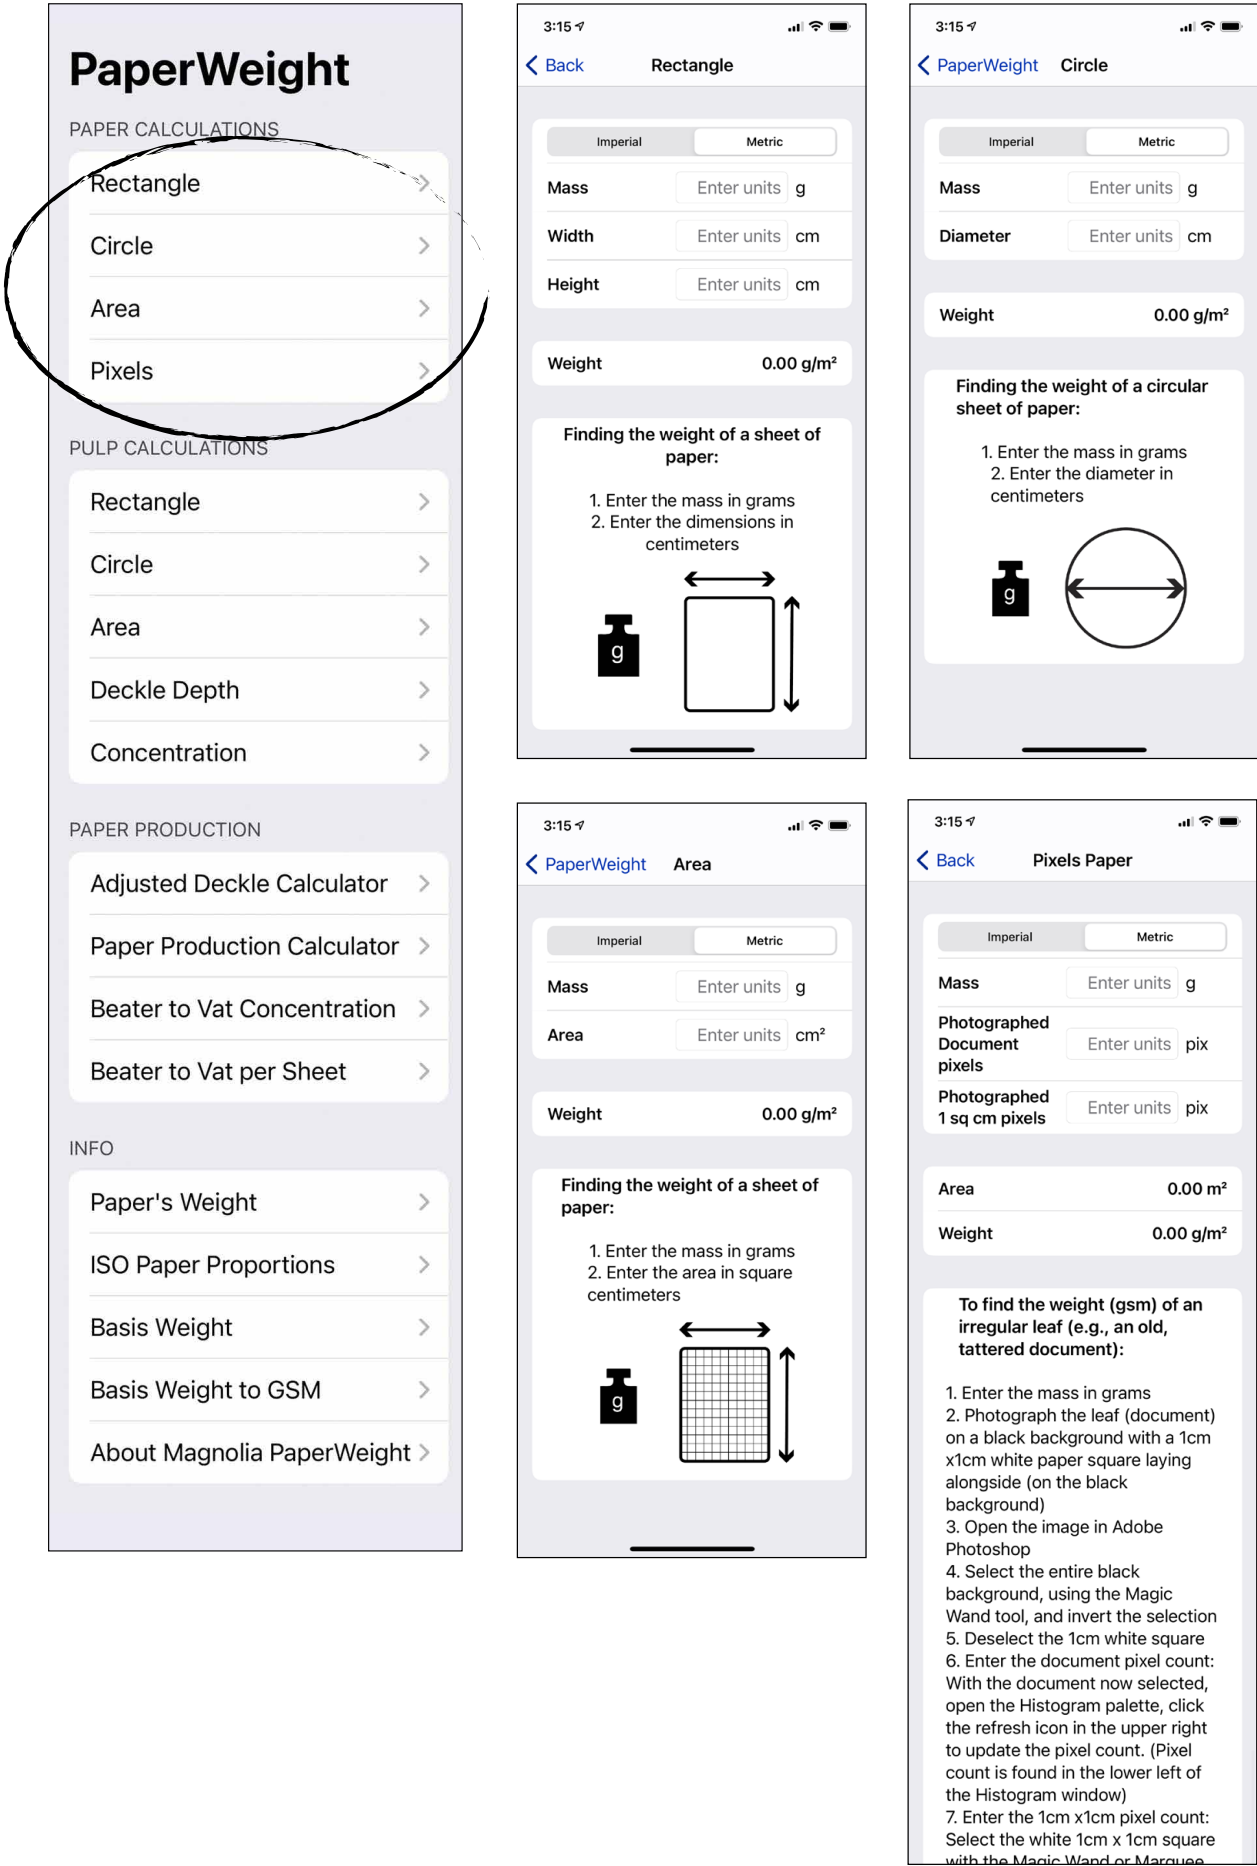 PaperWeight
PAPER CALCULATIONS
Rectangle
Circle
Area
Pixels
PULP CALCULATIONS
Rectangle
Circle
Area
Deckle Depth
Concentration
PAPER PRODUCTION
Adjusted Deckle Calculator
Paper Production Calculator
Beater to Vat Concentration
Beater to Vat per Sheet
INFO
Paper's Weight
ISO Paper Proportions
Basis Weight
Basis Weight to GSM
About Magnolia PaperWeight
3:15
Back Rectangle
Imperial Metric
Mass Enter units g
Width Enter units cm
Height Enter units cm
Weight 0.00 g/m²
Finding the weight of a sheet of
paper:
1. Enter the mass in grams
2. Enter the dimensions in
centimeters
g
3:15
PaperWeight Circle
Imperial Metric
Mass Enter units g
Diameter Enter units cm
Weight 0.00 g/m²
Finding the weight of a circular
sheet of paper:
1. Enter the mass in grams
2. Enter the diameter in
centimeters
g
3:15
PaperWeight Area
Imperial Metric
Mass Enter units g
Area Enter units cm²
Weight 0.00 g/m²
Finding the weight of a sheet of
paper:
1. Enter the mass in grams
2. Enter the area in square
centimeters
g
3:15
Back Pixels Paper
Imperial Metric
Mass Enter units g
Photographed
Document Enter units pix
pixels
Photographed
1 sq cm pixels Enter units pix
Area 0.00 m²
Weight 0.00 g/m²
To find the weight (gsm) of an
irregular leaf (e.g., an old,
tattered document):
1. Enter the mass in grams
2. Photograph the leaf (document)
on a black background with a 1cm
x1cm white paper square laying
alongside (on the black
background)
3. Open the image in Adobe
Photoshop
4. Select the entire black
background, using the Magic
Wand tool, and invert the selection
5. Deselect the 1cm white square
6. Enter the document pixel count:
With the document now selected,
open the Histogram palette, click
the refresh icon in the upper right
to update the pixel count. (Pixel
count is found in the lower left of
the Histogram window)
7. Enter the 1cm x1cm pixel count:
Select the white 1cm x 1cm square
with the Magic Wand or Marquee